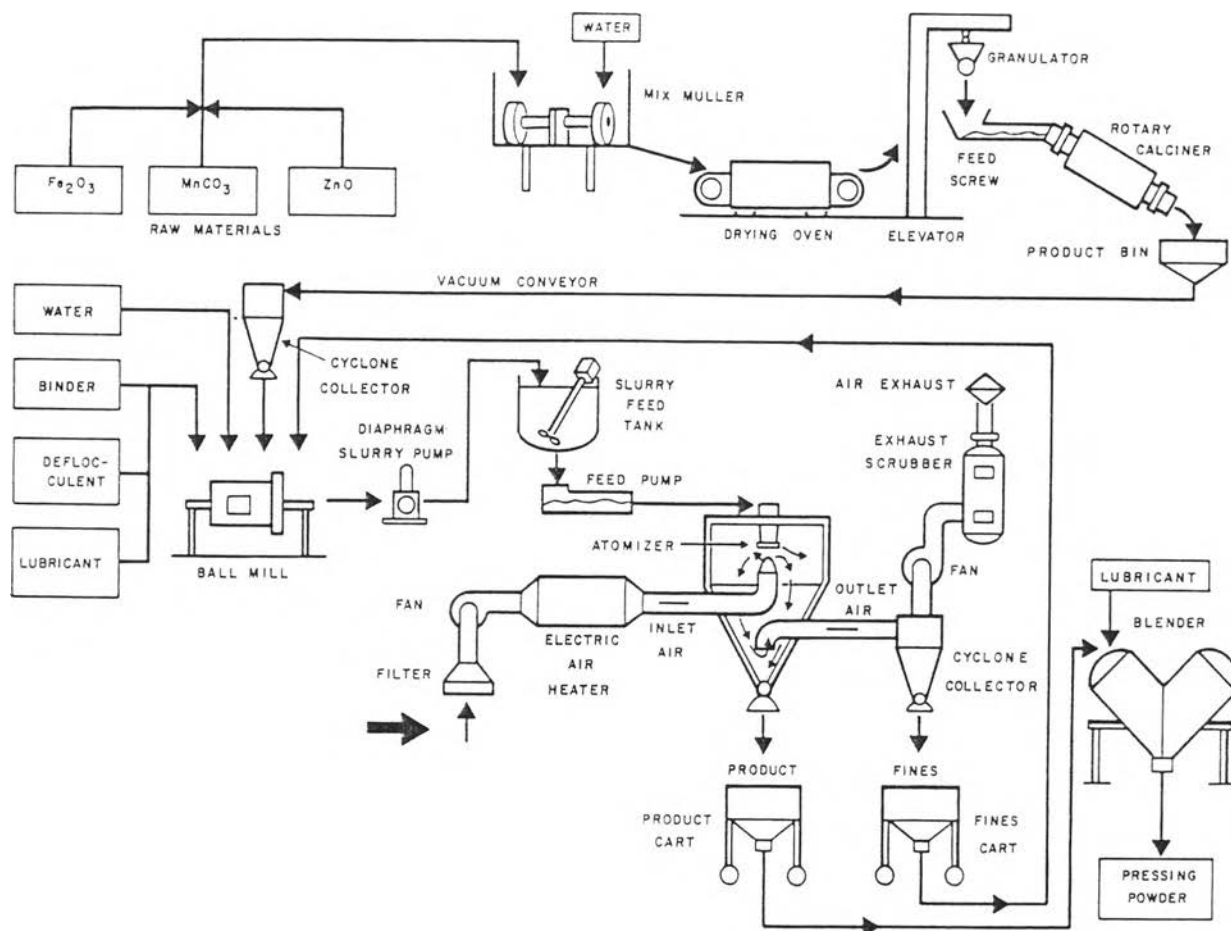 WATER
GRANULATOR
MIX MULLER
ROTARY
CALCINER
FEED
SCREW
Fe2O3
MnCO3
ZnO
RAW MATERIALS
DRYING OVEN
ELEVATOR
PRODUCT BIN
VACUUM CONVEYOR
WATER
CYCLONE
COLLECTOR
BINDER
SLURRY
FEED
TANK
AIR EXHAUST
DIAPHRAGM
SLURRY PUMP
EXHAUST
SCRUBBER
DEFLOC-
CULENT
FEED PUMP
ATOMIZER
LUBRICANT
BALL MILL
FAN
FAN
OUTLET
AIR
LUBRICANT
BLENDER
INLET
AIR
ELECTRIC
AIR
HEATER
FILTER
CYCLONE
COLLECTOR
PRODUCT
FINES
PRODUCT
CART
FINES
CART
PRESSING
POWDER